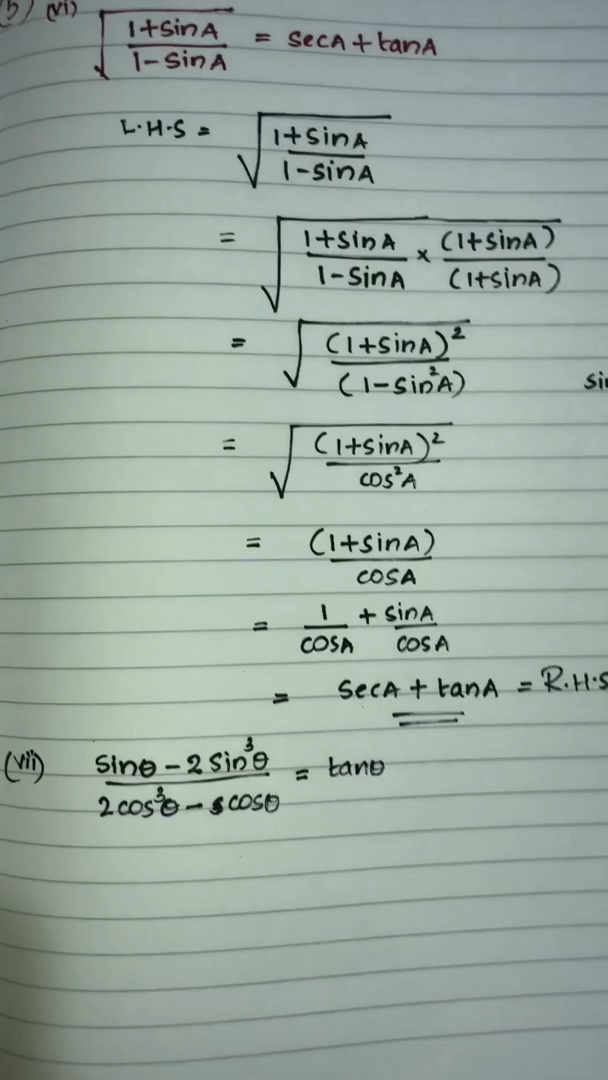 5) (vi) √((1+sinA)/(1-sinA)) = secA + tanA
L.H.S = √((1+sinA)/(1-sinA))
= √((1+sinA)/(1-sinA) × (1+sinA)/(1+sinA))
= √((1+sinA)²/(1-sin²A))
= √((1+sinA)²/cos²A)
= (1+sinA)/cosA
= 1/cosA + sinA/cosA
= secA + tanA = R.H.S
(vii) (sinθ - 2sin³θ)/(2cos³θ - cosθ) = tanθ